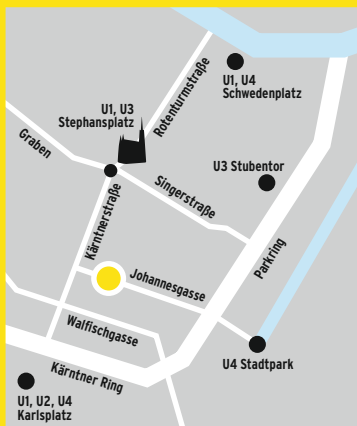 U1, U4
Schwedenplatz
Rotenturmstraße
U1, U3
Stephansplatz
Graben
U3 Stubentor
Singerstraße
Kärntnerstraße
Parkring
Johannesgasse
Walfischgasse
U4 Stadtpark
Kärntner Ring
U1, U2, U4
Karlsplatz